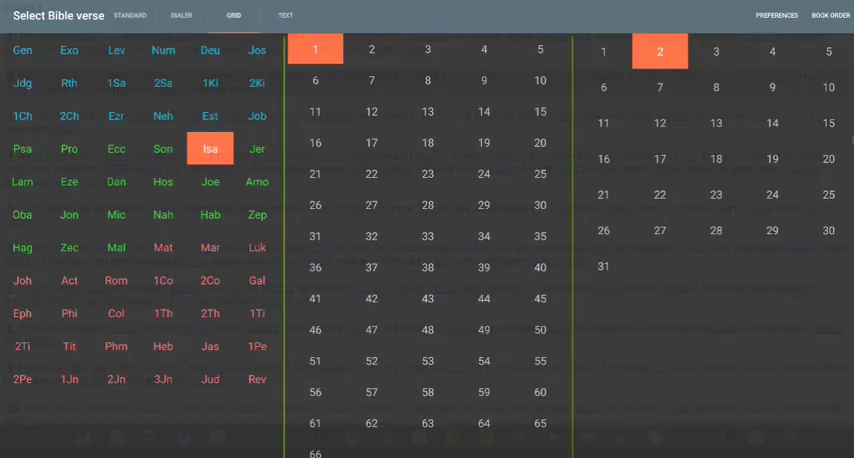 Select Bible verse STANDARD DIALER GRID TEXT PREFERENCES BOOK ORDER
Gen Exo Lev Num Deu Jos 1 2 3 4 5 1 2 3 4 5
Jdg Rth 1Sa 2Sa 1Ki 2Ki 6 7 8 9 10 6 7 8 9 10
1Ch 2Ch Ezr Neh Est Job 11 12 13 14 15 11 12 13 14 15
Psa Pro Ecc Son Isa Jer 16 17 18 19 20 16 17 18 19 20
Lam Eze Dan Hos Joe Amo 21 22 23 24 25 21 22 23 24 25
Oba Jon Mic Nah Hab Zep 26 27 28 29 30 26 27 28 29 30
Hag Zec Mal Mat Mar Luk 31 32 33 34 35 31
Joh Act Rom 1Co 2Co Gal 36 37 38 39 40
Eph Phi Col 1Th 2Th 1Ti 41 42 43 44 45
2Ti Tit Phm Heb Jas 1Pe 46 47 48 49 50
2Pe 1Jn 2Jn 3Jn Jud Rev 51 52 53 54 55
56 57 58 59 60
61 62 63 64 65
66